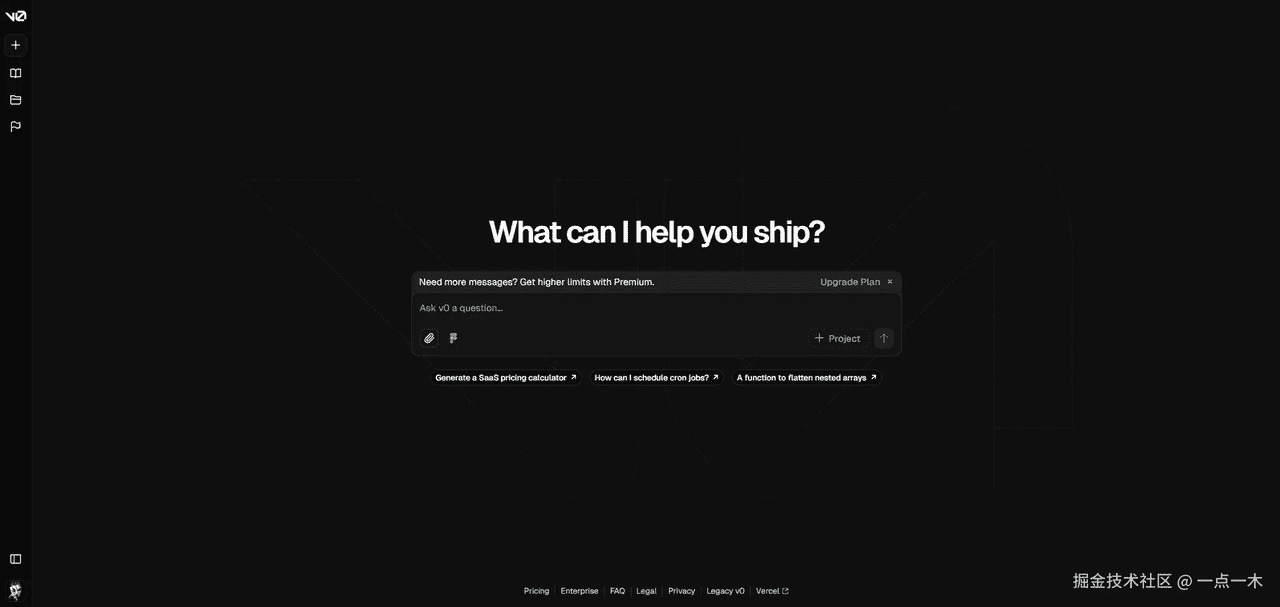 v0
What can I help you ship?
Need more messages? Get higher limits with Premium. Upgrade Plan ×
Ask v0 a question...
+ Project
Generate a SaaS pricing calculator ↗ How can I schedule cron jobs? ↗ A function to flatten nested arrays ↗
Pricing Enterprise FAQ Legal Privacy Legacy v0 Vercel
掘金技术社区 @ 一点一木